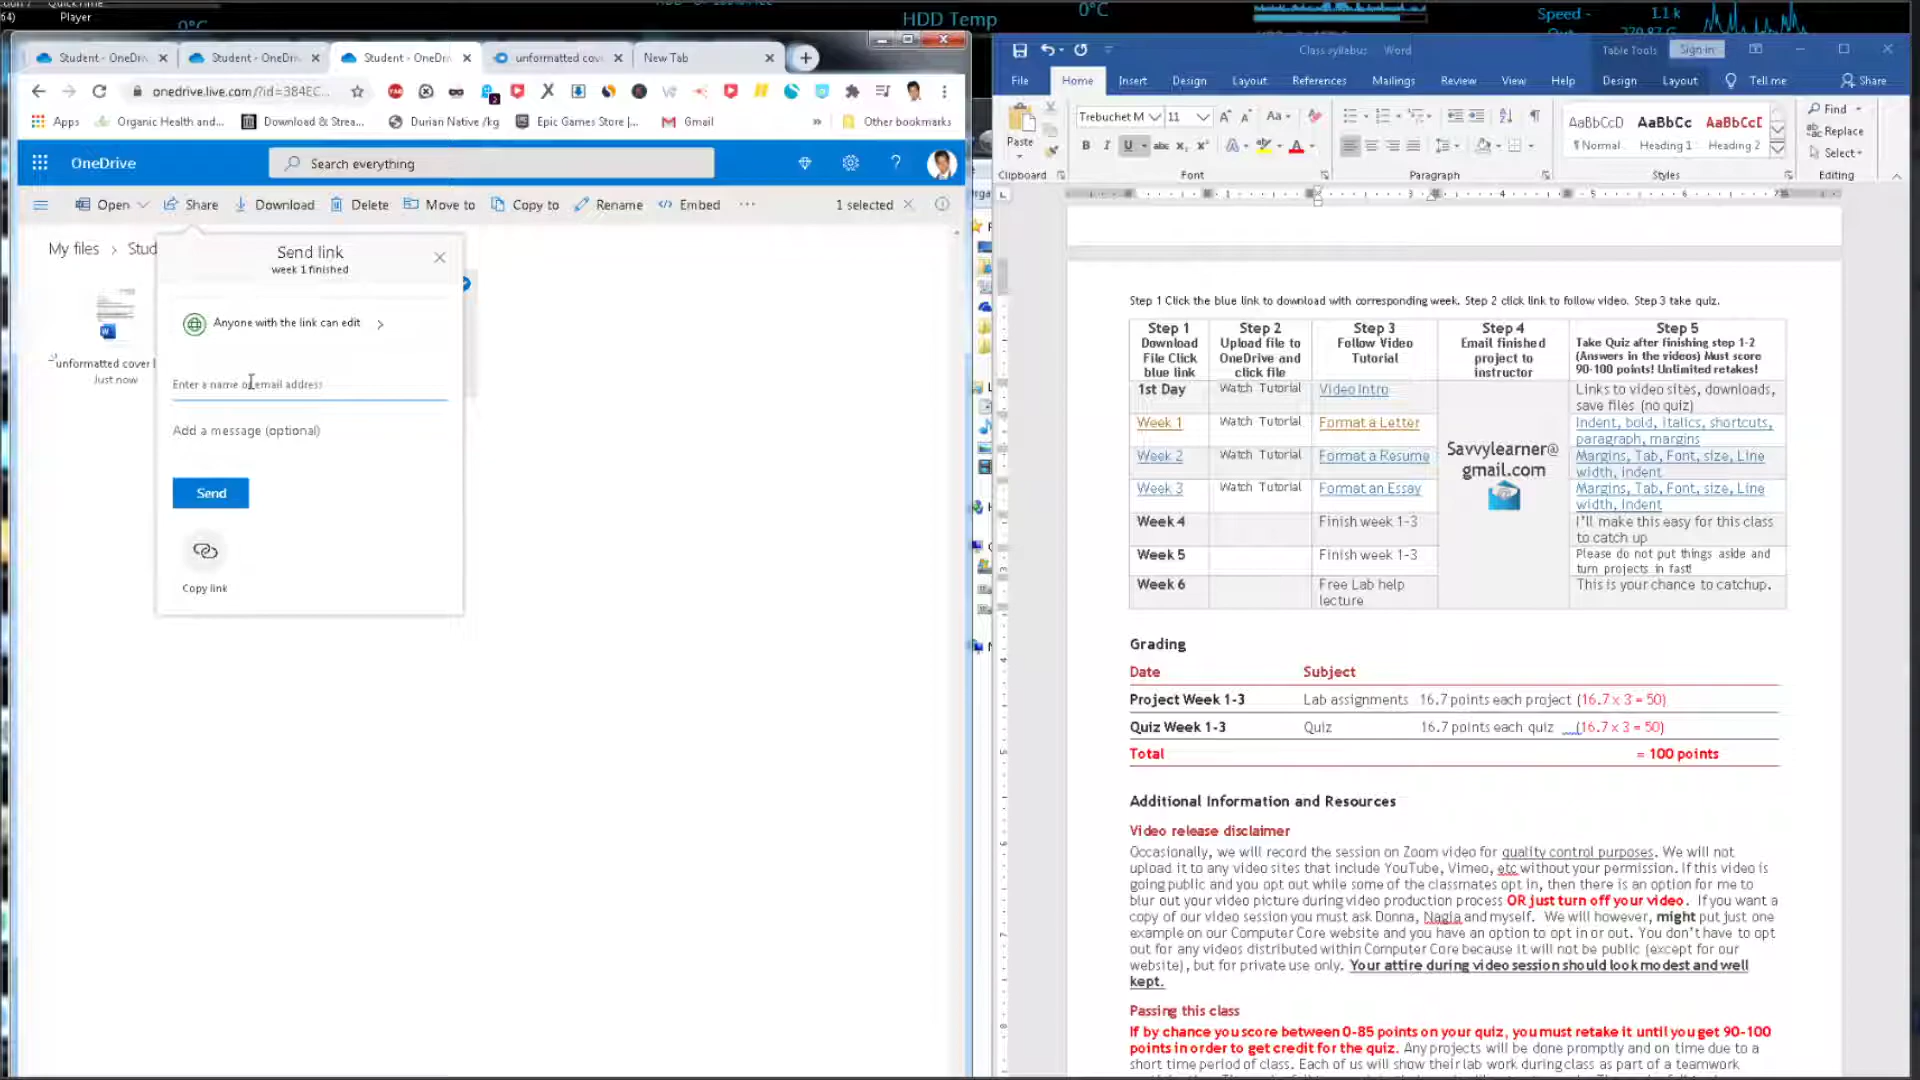 64)
Player
0°C
HDD Temp
0°C
Speed -
1.1 k
Student - OneDriv
Student - OneDriv
Student - OneDriv
unformatted cove
New Tab
onedrive.live.com/?id=384EC...
Apps
Organic Health and...
Download & Strea...
Durian Native /kg
Epic Games Store |...
Gmail
»
Other bookmarks
OneDrive
Search everything
?
Open
Share
Download
Delete
Move to
Copy to
Rename
Embed
...
1 selected
My files > Stud
unformatted cover l
Just now
Send link
week 1 finished
Anyone with the link can edit >
Enter a name or email address
Add a message (optional)
Send
Copy link
Class syllabus - Word
Table Tools
Sign in
File
Home
Insert
Design
Layout
References
Mailings
Review
View
Help
Design
Layout
Tell me
Share
Paste
Trebuchet M
11
B I U abc
AaBbCcD
AaBbCc
AaBbCcE
¶ Normal
Heading 1
Heading 2
Find
Replace
Select
Clipboard
Font
Paragraph
Styles
Editing
Step 1 Click the blue link to download with corresponding week. Step 2 click link to follow video. Step 3 take quiz.
Step 1 Download File Click blue link
Step 2 Upload file to OneDrive and click file
Step 3 Follow Video Tutorial
Step 4 Email finished project to instructor
Step 5 Take Quiz after finishing step 1-2 (Answers in the videos) Must score 90-100 points! Unlimited retakes!
1st Day
Watch Tutorial
Video Intro
Links to video sites, downloads, save files (no quiz)
Week 1
Watch Tutorial
Format a Letter
Indent, bold, italics, shortcuts, paragraph, margins
Week 2
Watch Tutorial
Format a Resume
Savvylearner@
gmail.com
Margins, Tab, Font, size, Line width, indent
Week 3
Watch Tutorial
Format an Essay
Margins, Tab, Font, size, Line width, indent
Week 4
Finish week 1-3
I'll make this easy for this class to catch up
Week 5
Finish week 1-3
Please do not put things aside and turn projects in fast!
Week 6
Free Lab help lecture
This is your chance to catchup.
Grading
Date Subject
Project Week 1-3 Lab assignments 16.7 points each project (16.7 x 3 = 50)
Quiz Week 1-3 Quiz 16.7 points each quiz (16.7 x 3 = 50)
Total = 100 points
Additional Information and Resources
Video release disclaimer
Occasionally, we will record the session on Zoom video for quality control purposes. We will not
upload it to any video sites that include YouTube, Vimeo, etc without your permission. If this video is
going public and you opt out while some of the classmates opt in, then there is an option for me to
blur out your video picture during video production process OR just turn off your video. If you want a
copy of our video session you must ask Donna, Nagla and myself. We will however, might put just one
example on our Computer Core website and you have an option to opt in or out. You don't have to opt
out for any videos distributed within Computer Core because it will not be public (except for our
website), but for private use only. Your attire during video session should look modest and well
kept.
Passing this class
If by chance you score between 0-85 points on your quiz, you must retake it until you get 90-100
points in order to get credit for the quiz. Any projects will be done promptly and on time due to a
short time period of class. Each of us will show their lab work during class as part of a teamwork